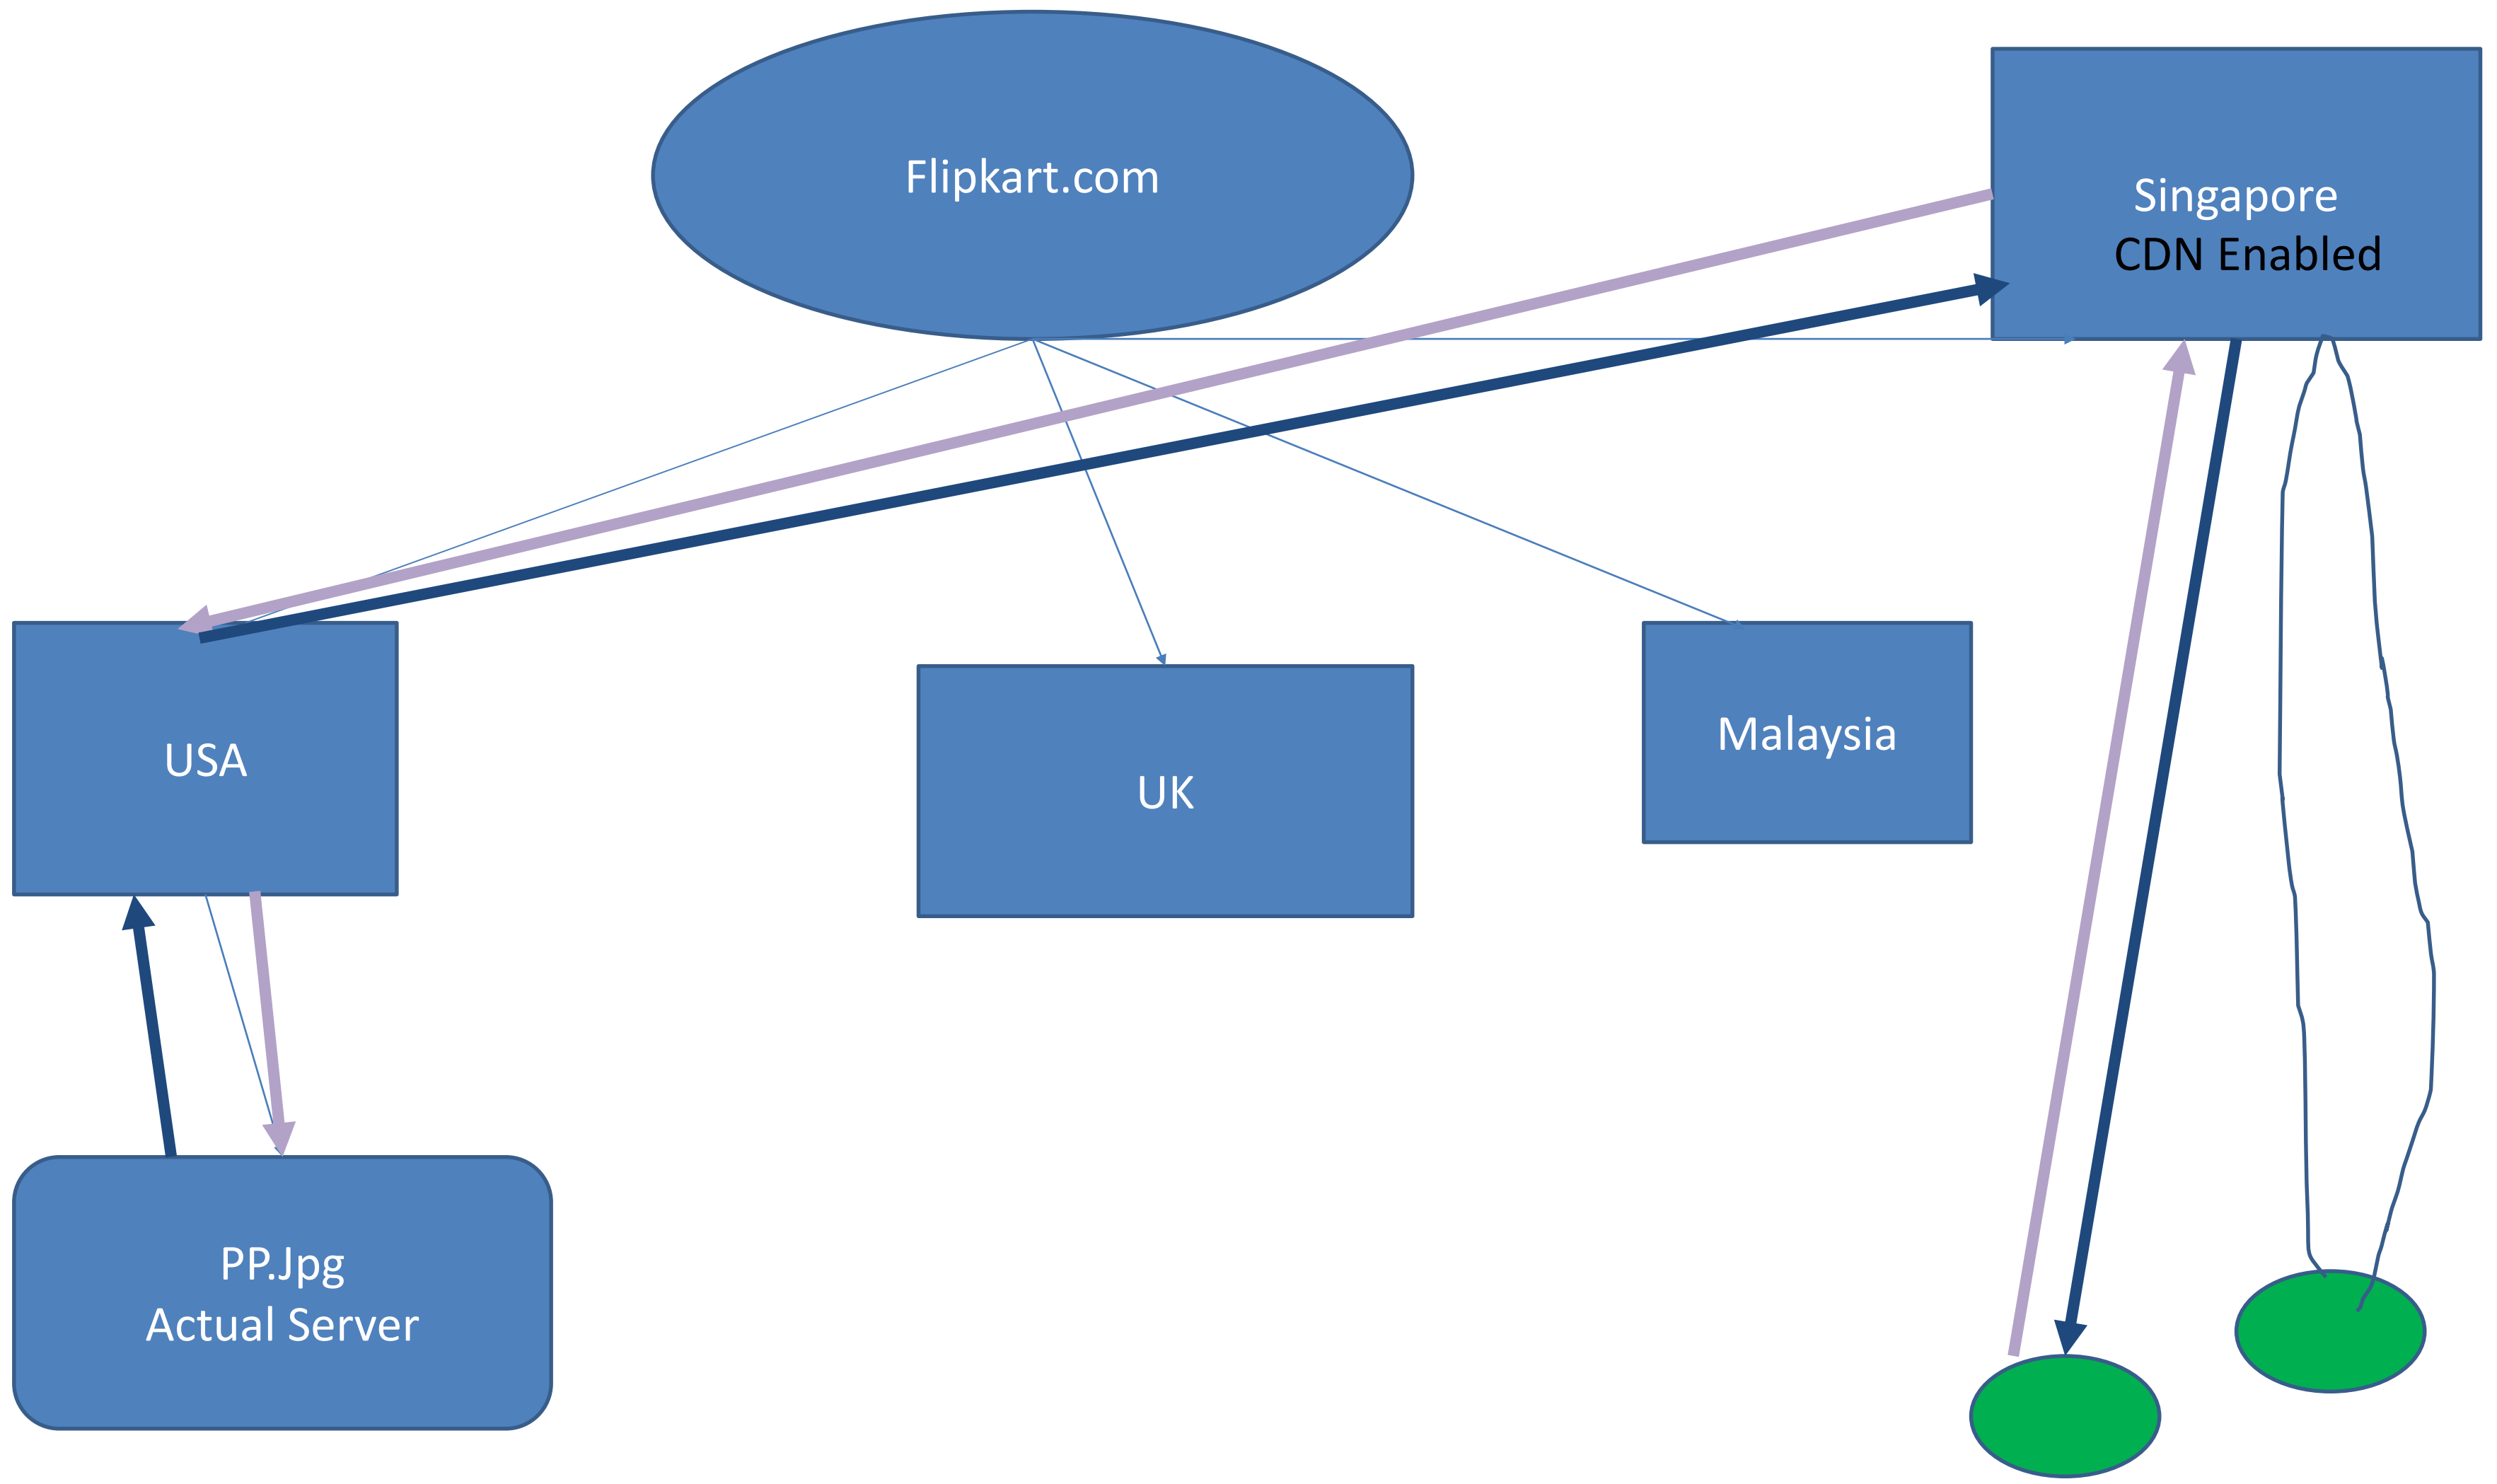 Flipkart.com
Singapore
CDN Enabled
USA
UK
Malaysia
PP.Jpg
Actual Server